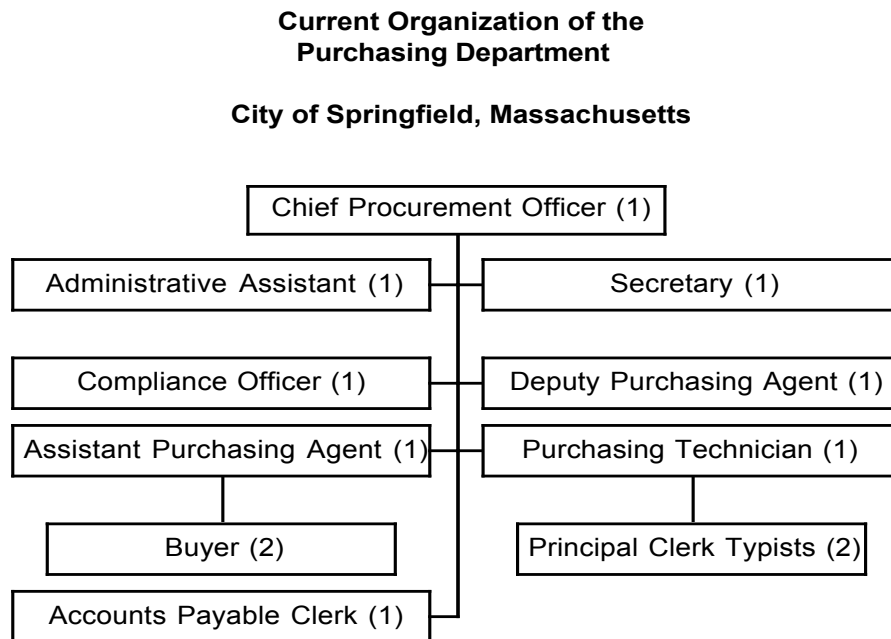 Current Organization of the
Purchasing Department
City of Springfield, Massachusetts
Chief Procurement Officer (1)
Administrative Assistant (1)
Secretary (1)
Compliance Officer (1)
Deputy Purchasing Agent (1)
Assistant Purchasing Agent (1)
Purchasing Technician (1)
Buyer (2)
Principal Clerk Typists (2)
Accounts Payable Clerk (1)